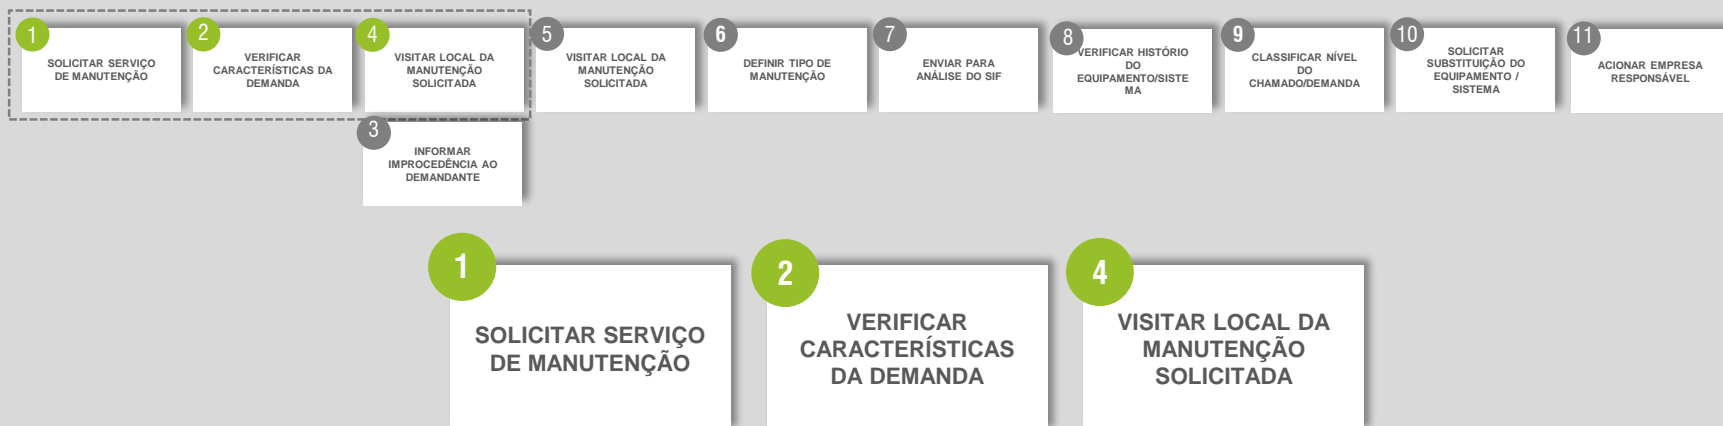 1
SOLICITAR SERVIÇO
DE MANUTENÇÃO
2
VERIFICAR
CARACTERÍSTICAS DA
DEMANDA
4
VISITAR LOCAL DA
MANUTENÇÃO
SOLICITADA
5
VISITAR LOCAL DA
MANUTENÇÃO
SOLICITADA
6
DEFINIR TIPO DE
MANUTENÇÃO
7
ENVIAR PARA
ANÁLISE DO SIF
8
VERIFICAR HISTÓRIO
DO
EQUIPAMENTO/SISTE
MA
9
CLASSIFICAR NÍVEL
DO
CHAMADO/DEMANDA
10
SOLICITAR
SUBSTITUIÇÃO DO
EQUIPAMENTO /
SISTEMA
11
ACIONAR EMPRESA
RESPONSÁVEL
3
INFORMAR
IMPROCEDÊNCIA AO
DEMANDANTE
1
SOLICITAR SERVIÇO
DE MANUTENÇÃO
2
VERIFICAR
CARACTERÍSTICAS
DA DEMANDA
4
VISITAR LOCAL DA
MANUTENÇÃO
SOLICITADA